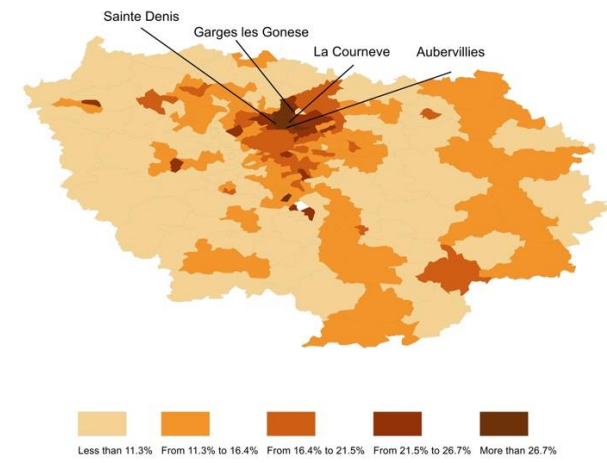 Sainte Denis
Garges les Gonese
La Courneve
Aubervillies
Less than 11.3%
From 11.3% to 16.4%
From 16.4% to 21.5%
From 21.5% to 26.7%
More than 26.7%